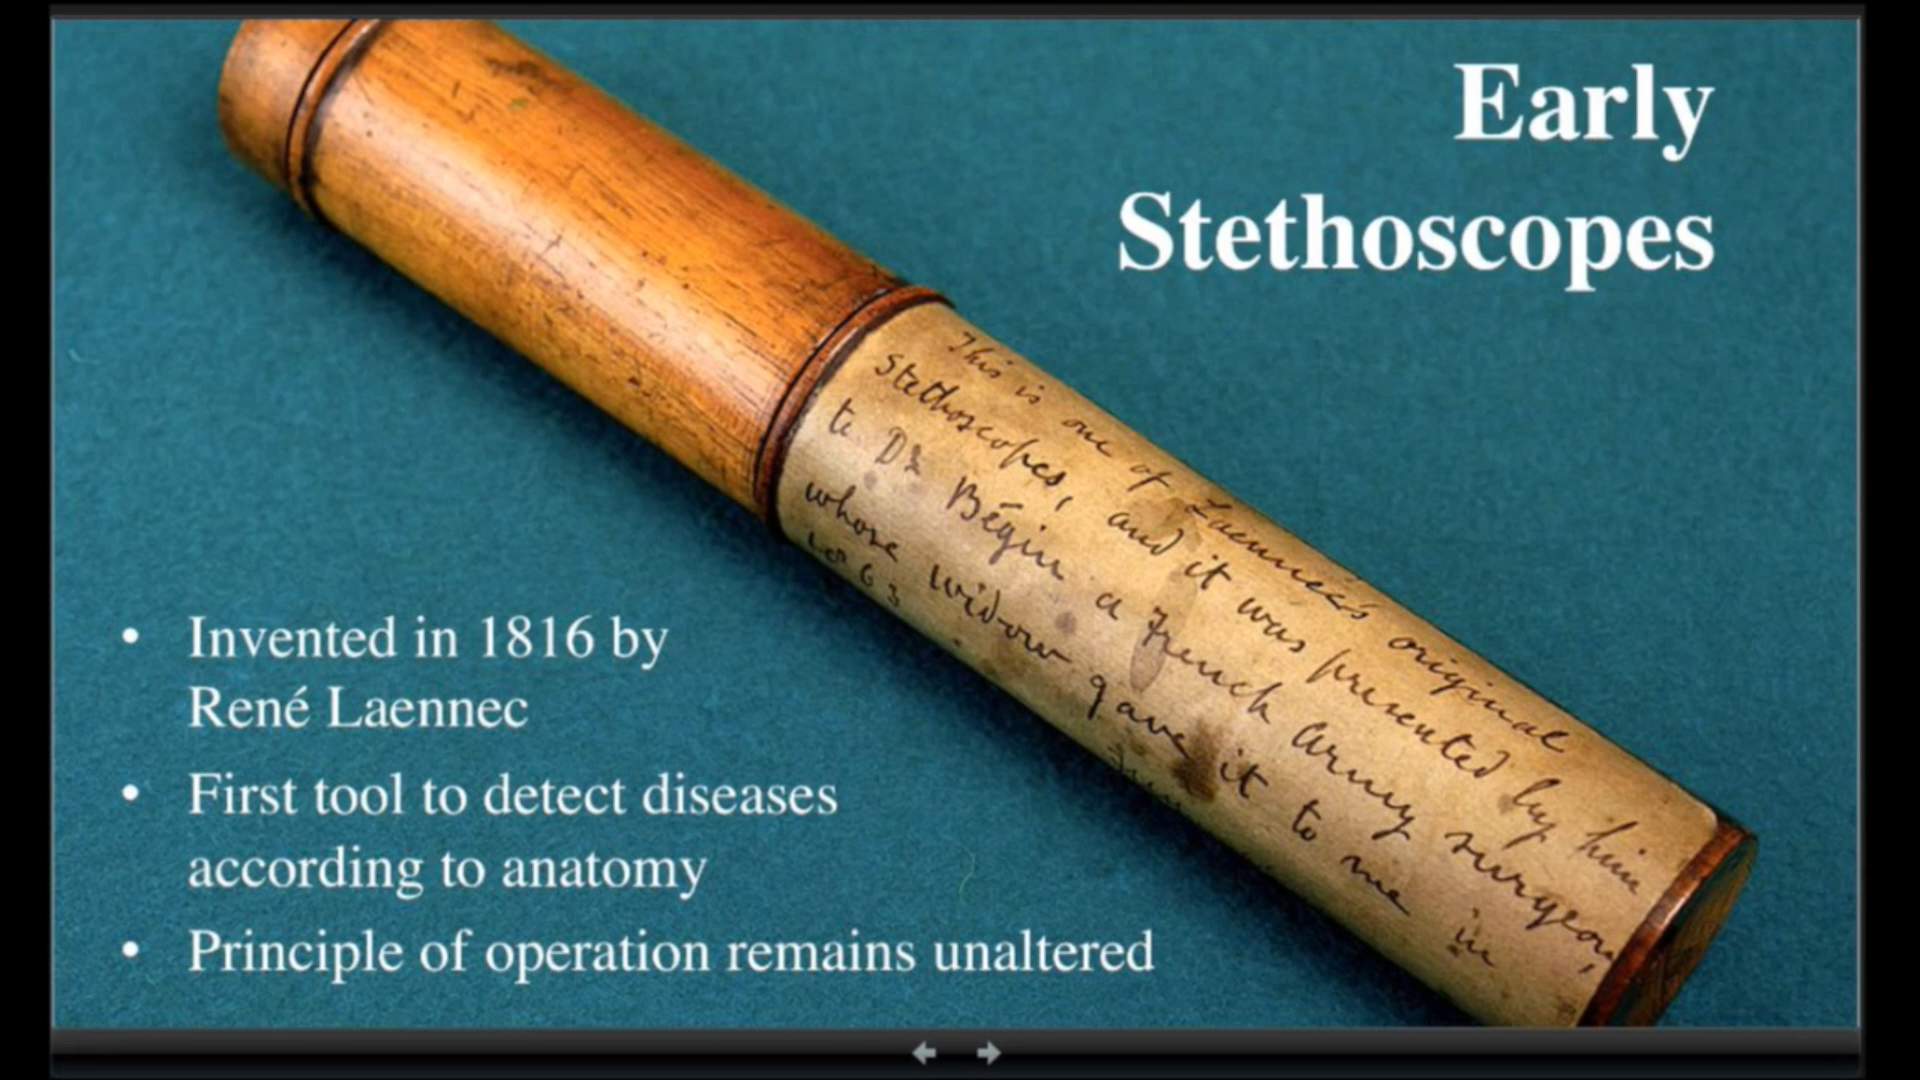 Early
Stethoscopes
This is one of Laennec's original
stethoscopes, and it was presented by him
to Dr Bégin a French Army surgeon,
whose widow gave it to me in
1863
• Invented in 1816 by
René Laennec
• First tool to detect diseases
according to anatomy
• Principle of operation remains unaltered